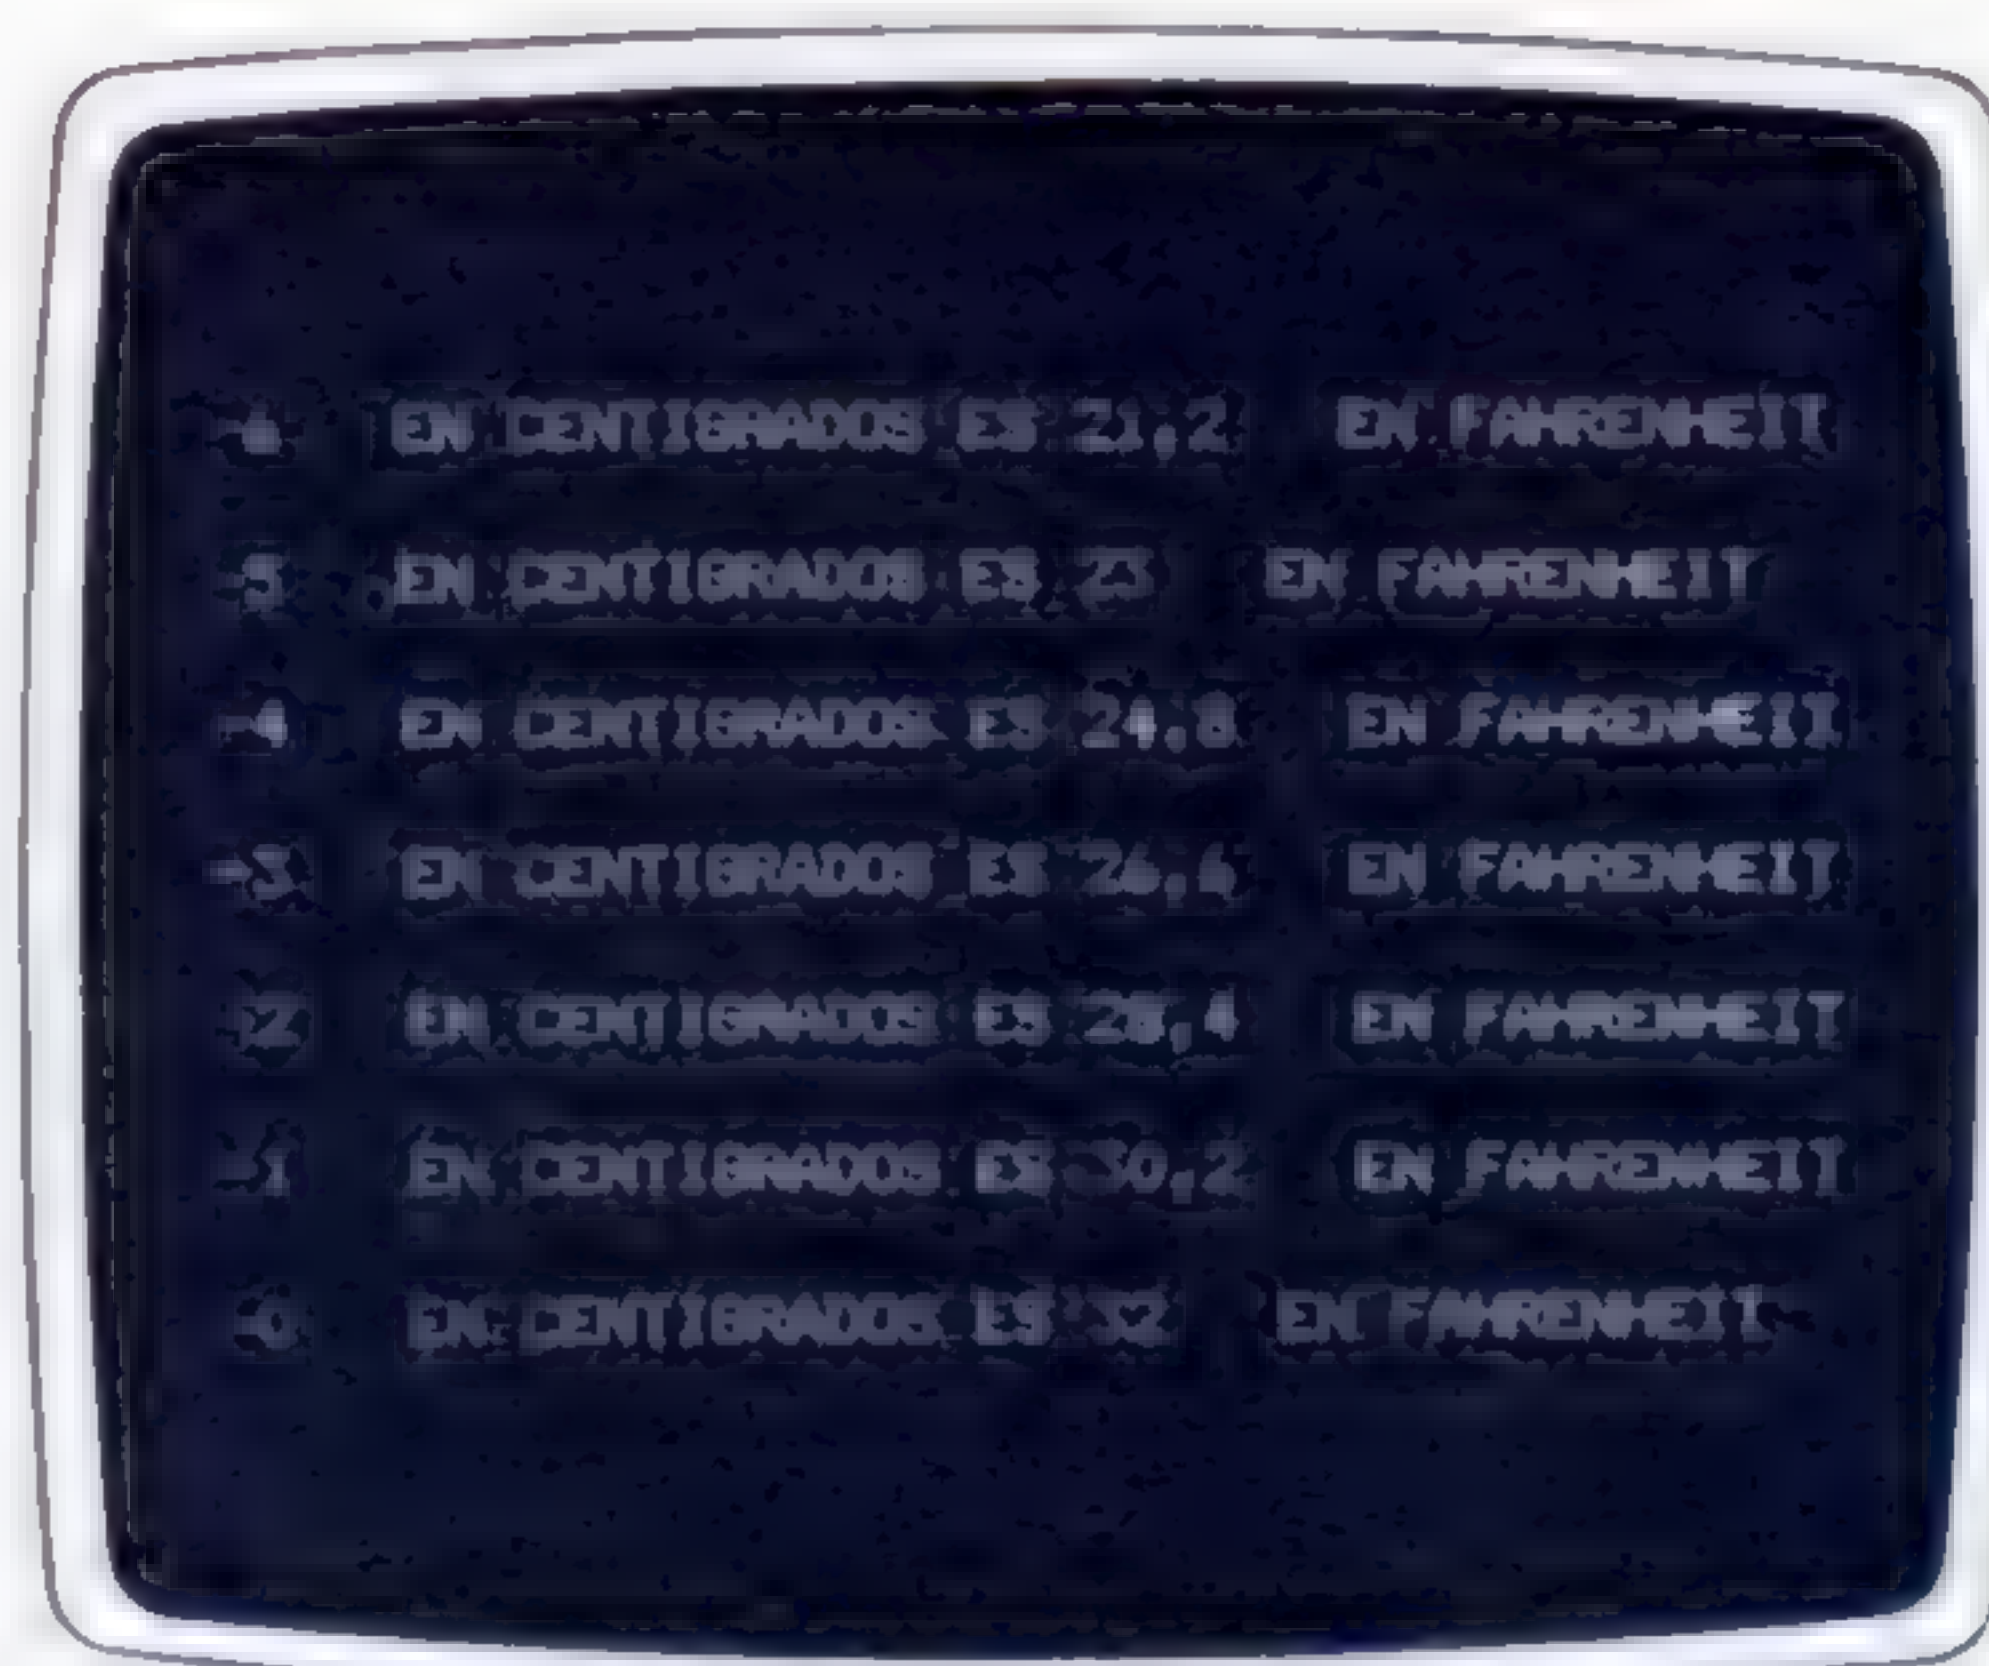 -6 EN CENTIGRADOS ES 21,2 EN FAHRENHEIT
-5 EN CENTIGRADOS ES 23 EN FAHRENHEIT
-4 EN CENTIGRADOS ES 24,8 EN FAHRENHEIT
-3 EN CENTIGRADOS ES 26,6 EN FAHRENHEIT
-2 EN CENTIGRADOS ES 28,4 EN FAHRENHEIT
-1 EN CENTIGRADOS ES 30,2 EN FAHRENHEIT
0 EN CENTIGRADOS ES 32 EN FAHRENHEIT